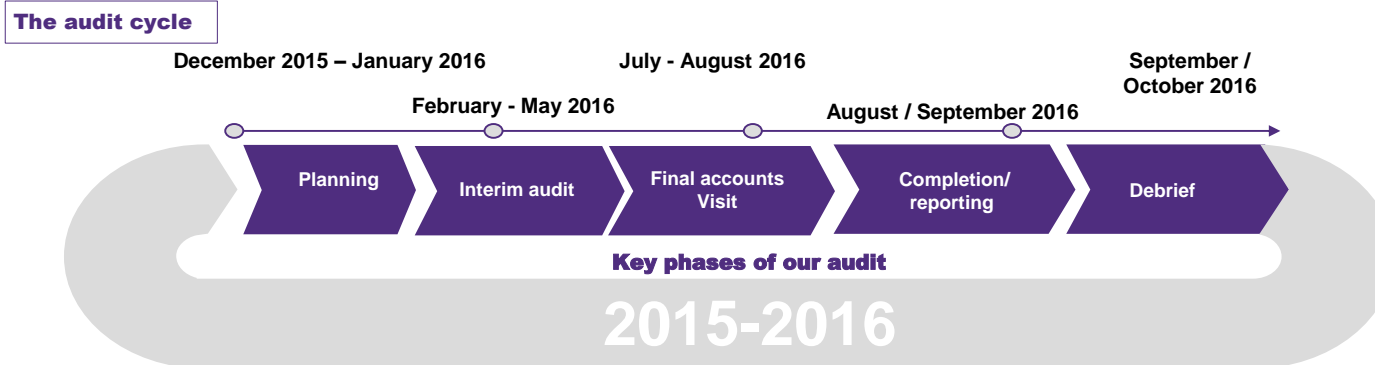 The audit cycle
December 2015 – January 2016
July - August 2016
September /
October 2016
February - May 2016
August / September 2016
Planning
Interim audit
Final accounts
Visit
Completion/
reporting
Debrief
Key phases of our audit
2015-2016